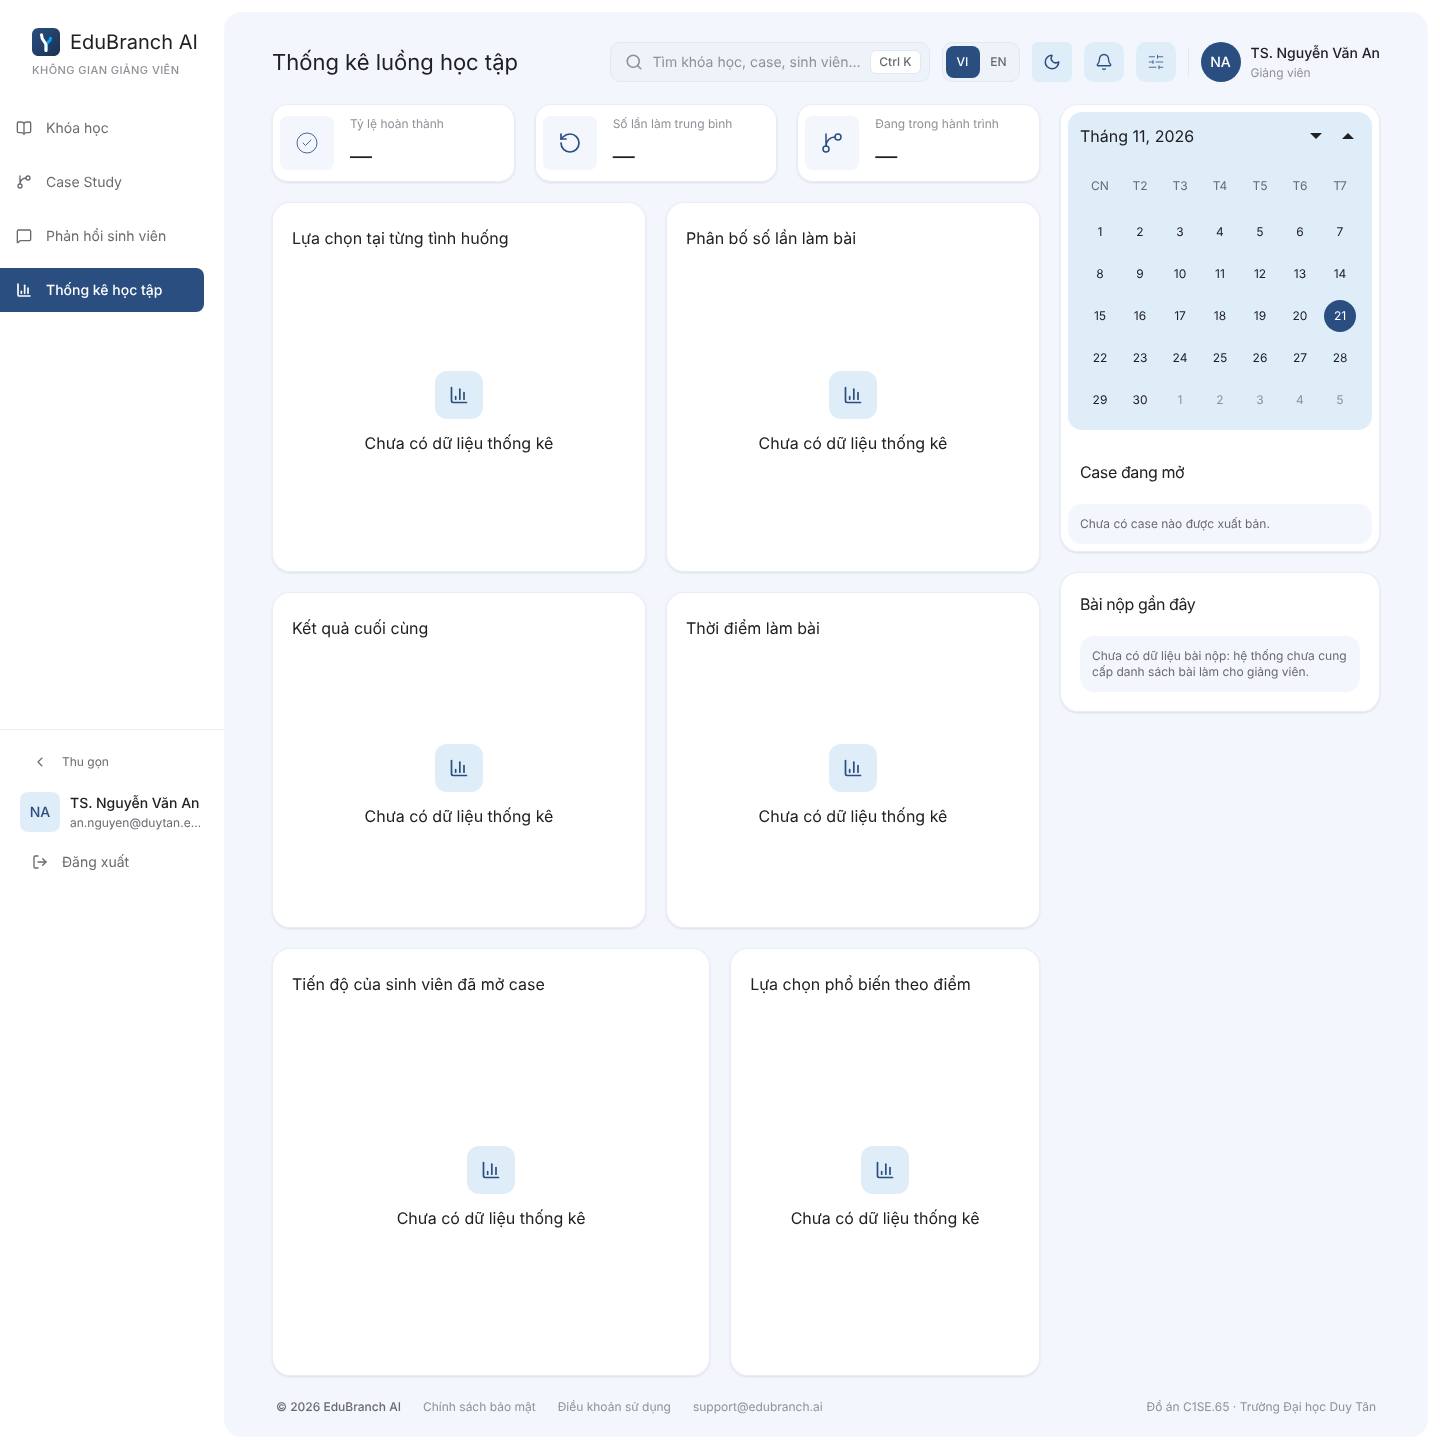 EduBranch AI
KHÔNG GIAN GIẢNG VIÊN
Khóa học
Case Study
Phản hồi sinh viên
Thống kê học tập
Thu gọn
NA
TS. Nguyễn Văn An
an.nguyen@duytan.e...
Đăng xuất
Thống kê luồng học tập
Tìm khóa học, case, sinh viên... Ctrl K
VI EN
NA
TS. Nguyễn Văn An
Giảng viên
Tỷ lệ hoàn thành
—
Số lần làm trung bình
—
Đang trong hành trình
—
Lựa chọn tại từng tình huống
Chưa có dữ liệu thống kê
Phân bố số lần làm bài
Chưa có dữ liệu thống kê
Kết quả cuối cùng
Chưa có dữ liệu thống kê
Thời điểm làm bài
Chưa có dữ liệu thống kê
Tiến độ của sinh viên đã mở case
Chưa có dữ liệu thống kê
Lựa chọn phổ biến theo điểm
Chưa có dữ liệu thống kê
Tháng 11, 2026
CN T2 T3 T4 T5 T6 T7
1 2 3 4 5 6 7
8 9 10 11 12 13 14
15 16 17 18 19 20 21
22 23 24 25 26 27 28
29 30 1 2 3 4 5
Case đang mở
Chưa có case nào được xuất bản.
Bài nộp gần đây
Chưa có dữ liệu bài nộp: hệ thống chưa cung
cấp danh sách bài làm cho giảng viên.
© 2026 EduBranch AI Chính sách bảo mật Điều khoản sử dụng support@edubranch.ai
Đồ án C1SE.65 · Trường Đại học Duy Tân